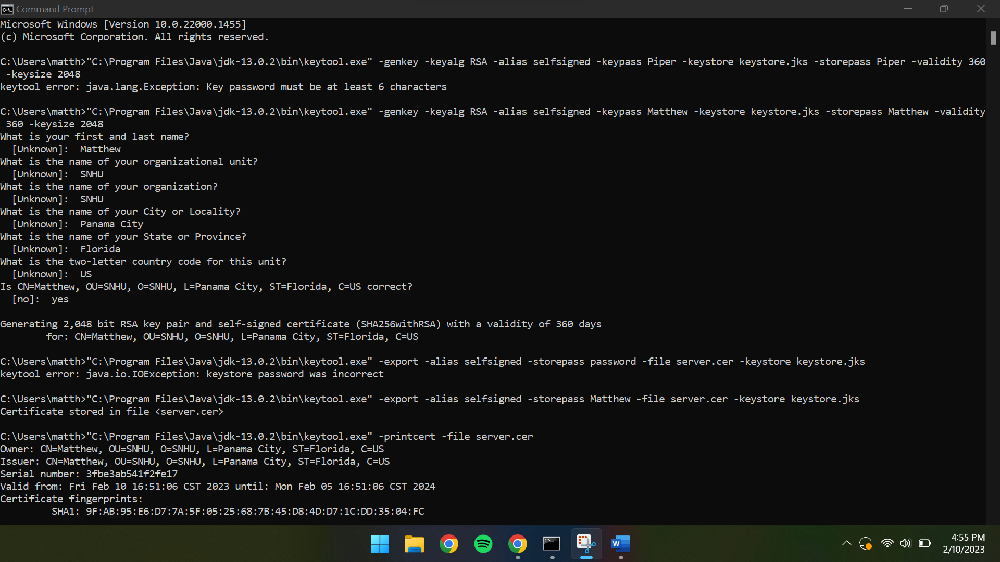 Command Prompt
Microsoft Windows [Version 10.0.22000.1455]
(c) Microsoft Corporation. All rights reserved.
C:\Users\matth>"C:\Program Files\Java\jdk-13.0.2\bin\keytool.exe" -genkey -keyalg RSA -alias selfsigned -keypass Piper -keystore keystore.jks -storepass Piper -validity 360
 -keysize 2048
keytool error: java.lang.Exception: Key password must be at least 6 characters
C:\Users\matth>"C:\Program Files\Java\jdk-13.0.2\bin\keytool.exe" -genkey -keyalg RSA -alias selfsigned -keypass Matthew -keystore keystore.jks -storepass Matthew -validity
 360 -keysize 2048
What is your first and last name?
  [Unknown]:  Matthew
What is the name of your organizational unit?
  [Unknown]:  SNHU
What is the name of your organization?
  [Unknown]:  SNHU
What is the name of your City or Locality?
  [Unknown]:  Panama City
What is the name of your State or Province?
  [Unknown]:  Florida
What is the two-letter country code for this unit?
  [Unknown]:  US
Is CN=Matthew, OU=SNHU, O=SNHU, L=Panama City, ST=Florida, C=US correct?
  [no]:  yes
Generating 2,048 bit RSA key pair and self-signed certificate (SHA256withRSA) with a validity of 360 days
        for: CN=Matthew, OU=SNHU, O=SNHU, L=Panama City, ST=Florida, C=US
C:\Users\matth>"C:\Program Files\Java\jdk-13.0.2\bin\keytool.exe" -export -alias selfsigned -storepass password -file server.cer -keystore keystore.jks
keytool error: java.io.IOException: keystore password was incorrect
C:\Users\matth>"C:\Program Files\Java\jdk-13.0.2\bin\keytool.exe" -export -alias selfsigned -storepass Matthew -file server.cer -keystore keystore.jks
Certificate stored in file <server.cer>
C:\Users\matth>"C:\Program Files\Java\jdk-13.0.2\bin\keytool.exe" -printcert -file server.cer
Owner: CN=Matthew, OU=SNHU, O=SNHU, L=Panama City, ST=Florida, C=US
Issuer: CN=Matthew, OU=SNHU, O=SNHU, L=Panama City, ST=Florida, C=US
Serial number: 3fbe3ab541f2fe17
Valid from: Fri Feb 10 16:51:06 CST 2023 until: Mon Feb 05 16:51:06 CST 2024
Certificate fingerprints:
         SHA1: 9F:AB:95:E6:D7:7A:5F:05:25:68:7B:45:D8:4D:D7:1C:DD:35:04:FC
W
4:55 PM
2/10/2023